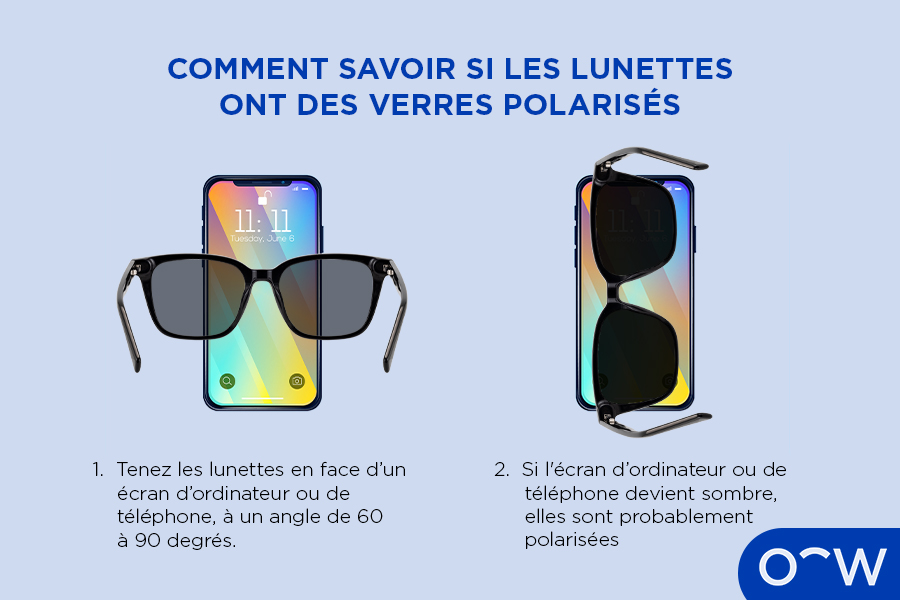 COMMENT SAVOIR SI LES LUNETTES
ONT DES VERRES POLARISÉS
11: 11
Tuesday, June 6
11: 11
1. Tenez les lunettes en face d’un
écran d’ordinateur ou de
téléphone, à un angle de 60
à 90 degrés.
2. Si l'écran d’ordinateur ou de
téléphone devient sombre,
elles sont probablement
polarisées